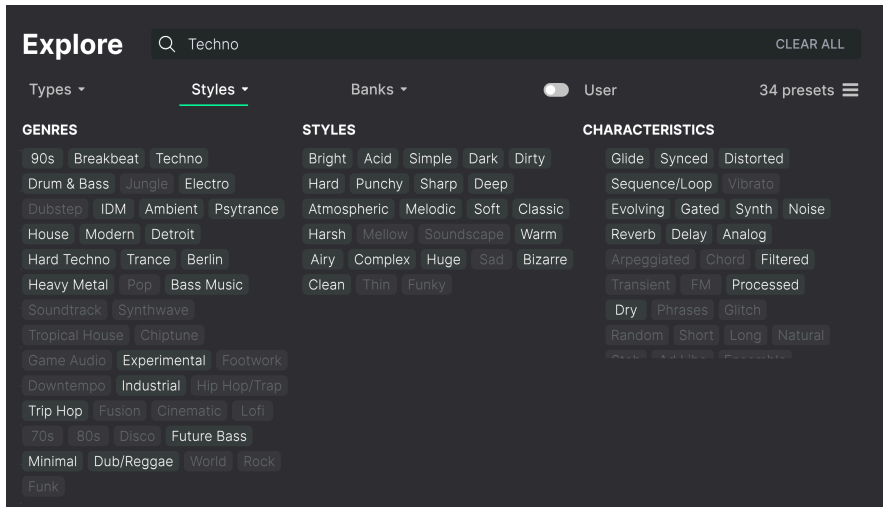 Explore Techno CLEAR ALL
Types Styles Banks User 34 presets
GENRES
90s Breakbeat Techno
Drum & Bass Jungle Electro
Dubstep IDM Ambient Psytrance
House Modern Detroit
Hard Techno Trance Berlin
Heavy Metal Pop Bass Music
Soundtrack Synthwave
Tropical House Chiptune
Game Audio Experimental Footwork
Downtempo Industrial Hip Hop/Trap
Trip Hop Fusion Cinematic Lofi
70s 80s Disco Future Bass
Minimal Dub/Reggae World Rock
Funk
STYLES
Bright Acid Simple Dark Dirty
Hard Punchy Sharp Deep
Atmospheric Melodic Soft Classic
Harsh Mellow Soundscape Warm
Airy Complex Huge Sad Bizarre
Clean Thin Funky
CHARACTERISTICS
Glide Synced Distorted
Sequence/Loop Vibrato
Evolving Gated Synth Noise
Reverb Delay Analog
Arpeggiated Chord Filtered
Transient FM Processed
Dry Phrases Glitch
Random Short Long Natural